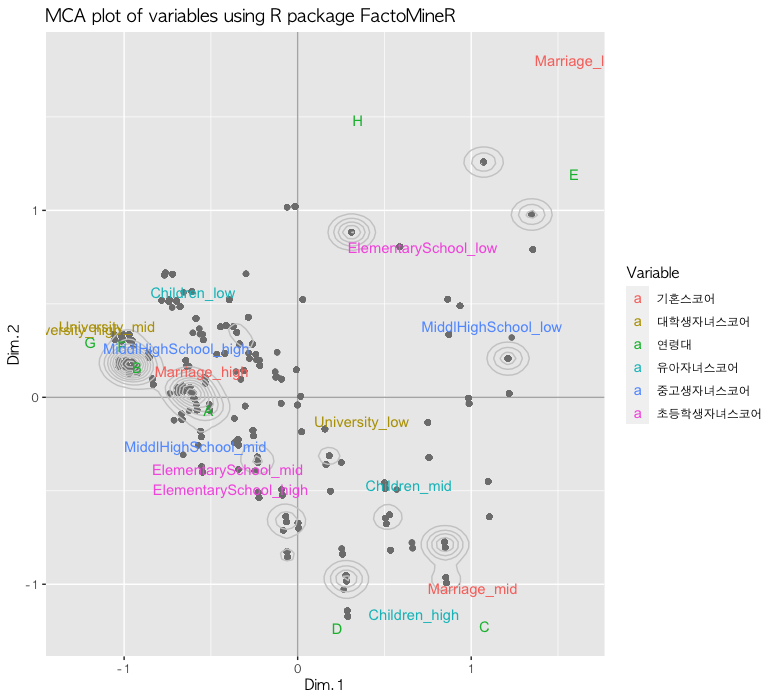 MCA plot of variables using R package FactoMineR
Marriage_l
H
E
1
ElementarySchool_low
Children_low
University_mid
MiddlHighSchool_low
G
MiddlHighSchool_high
B
Marriage_high
0
A
University_low
MiddlHighSchool_mid
ElementarySchool_mid
Children_mid
ElementarySchool_high
-1
Marriage_mid
Children_high
D
C
-1
0
1
Dim. 1
Dim. 2
Variable
a 기혼스코어
a 대학생자녀스코어
a 연령대
a 유아자녀스코어
a 중고생자녀스코어
a 초등학생자녀스코어